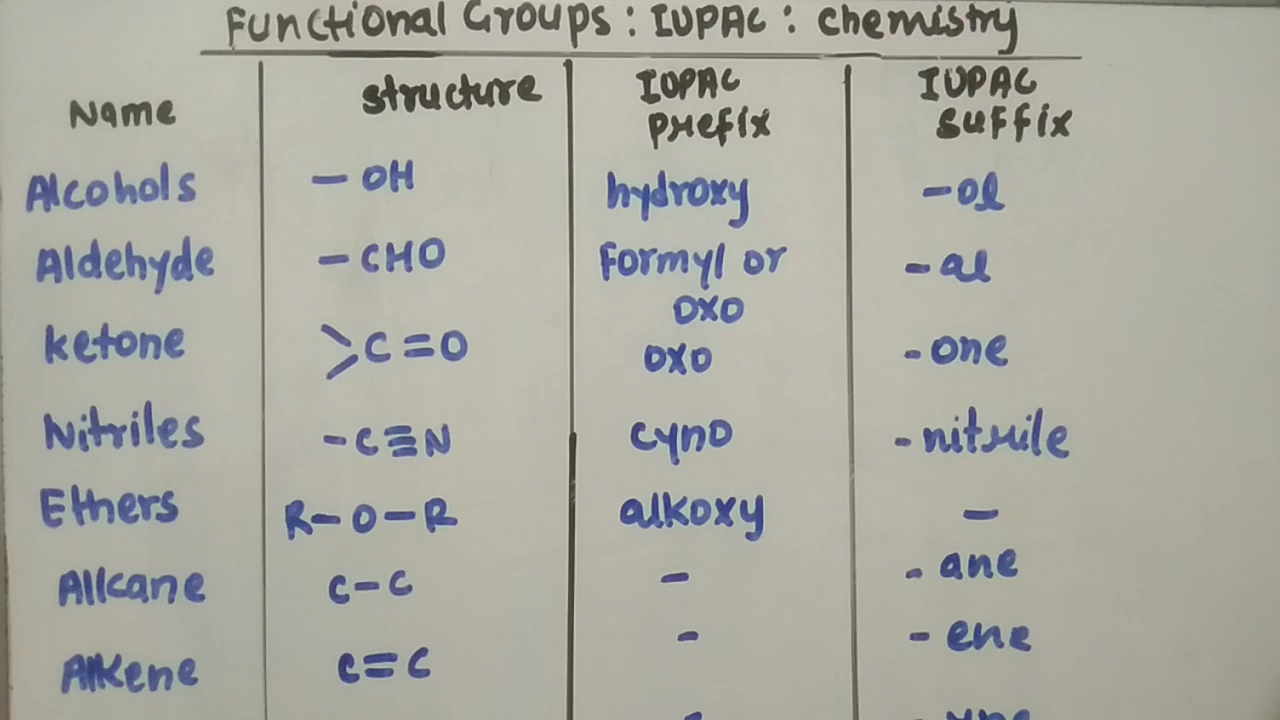 Functional Groups : IUPAC : chemistry
Name structure IUPAC prefix IUPAC suffix
Alcohols – OH hydroxy – ol
Aldehyde – CHO Formyl or oxo – al
ketone >C=O oxo - one
Nitriles -C≡N cyno - nitrile
Ethers R–O–R alkoxy –
Alkane C–C – - ane
Alkene C=C - - ene
- yne